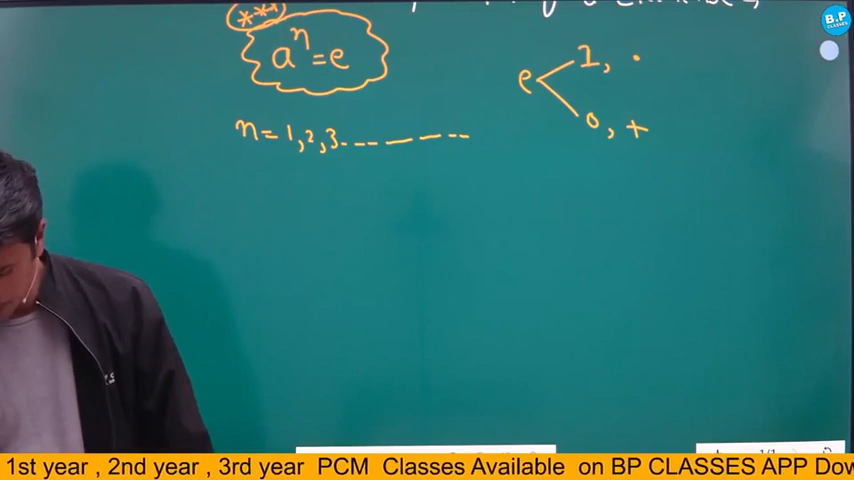 ***
aⁿ = e
e < 1, ·
0, +
n = 1, 2, 3 ---------
B.P
CLASSES
1st year , 2nd year , 3rd year PCM Classes Available on BP CLASSES APP Dow